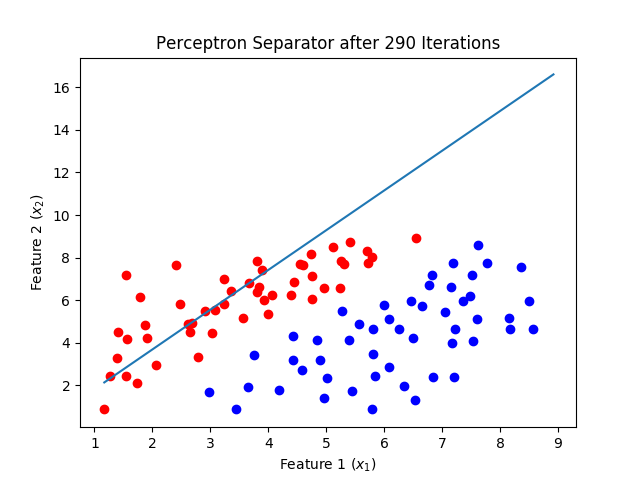 Perceptron Separator after 290 Iterations
16
14
12
10
8
6
4
2
Feature 2 (x₂)
1 2 3 4 5 6 7 8 9
Feature 1 (x₁)